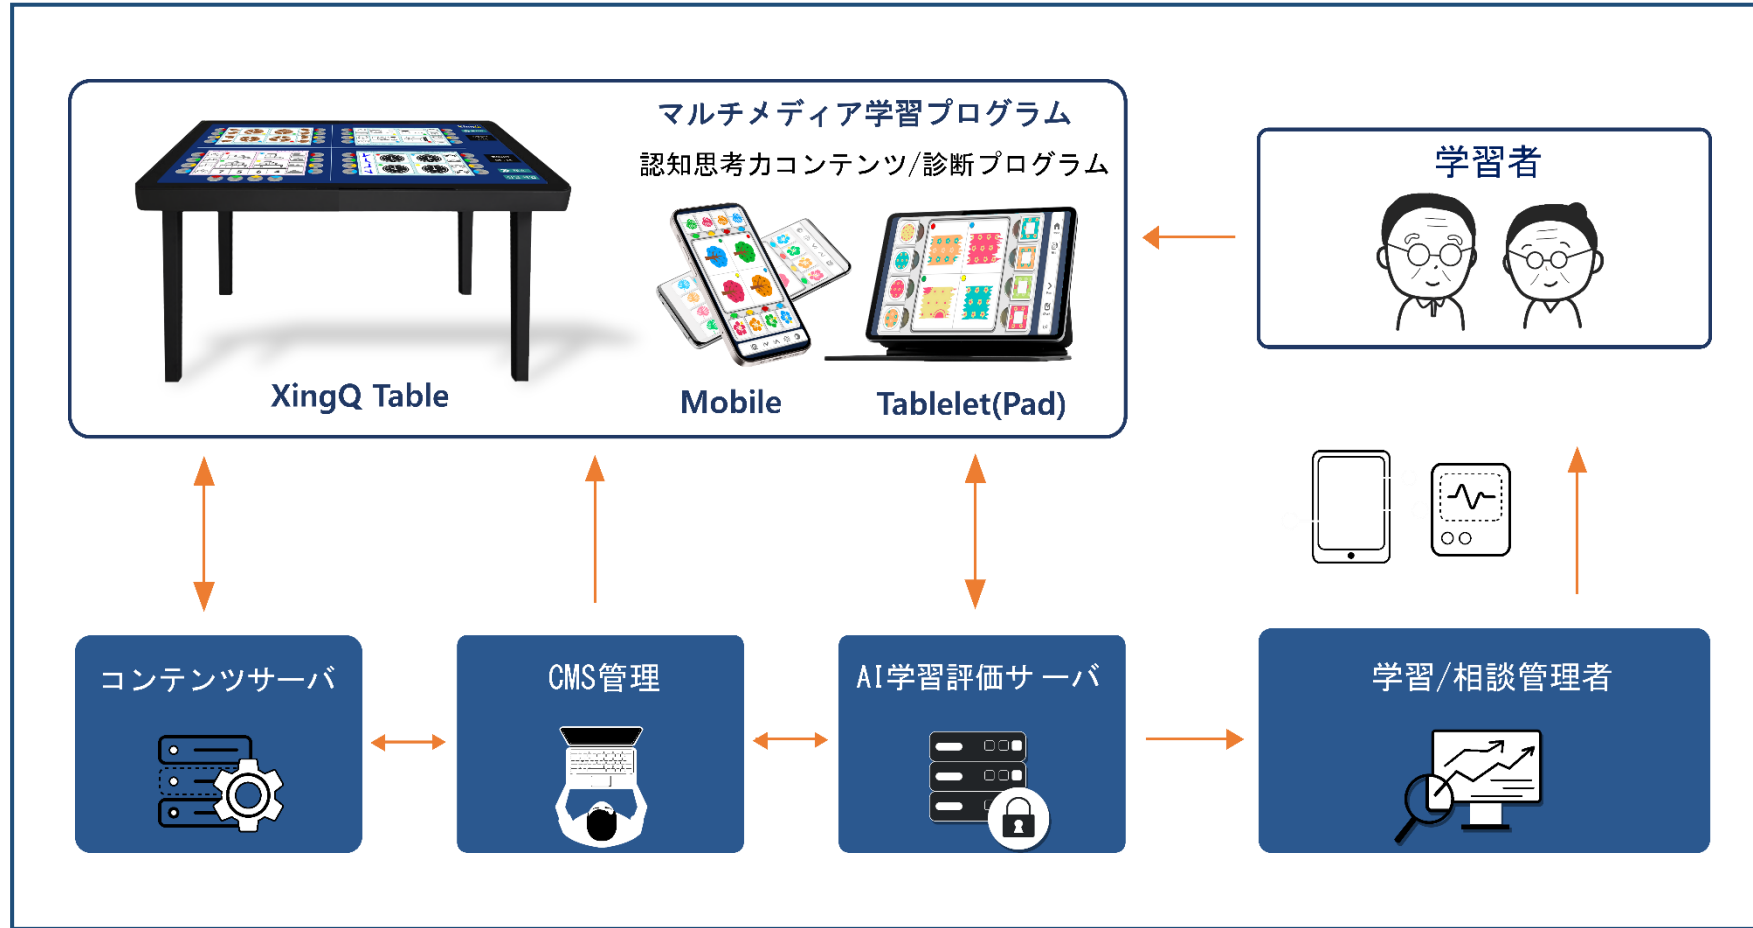 マルチメディア学習プログラム
認知思考力コンテンツ/診断プログラム
XingQ Table
Mobile
Tablelet(Pad)
学習者
コンテンツサーバ
CMS管理
AI学習評価サーバ
学習/相談管理者